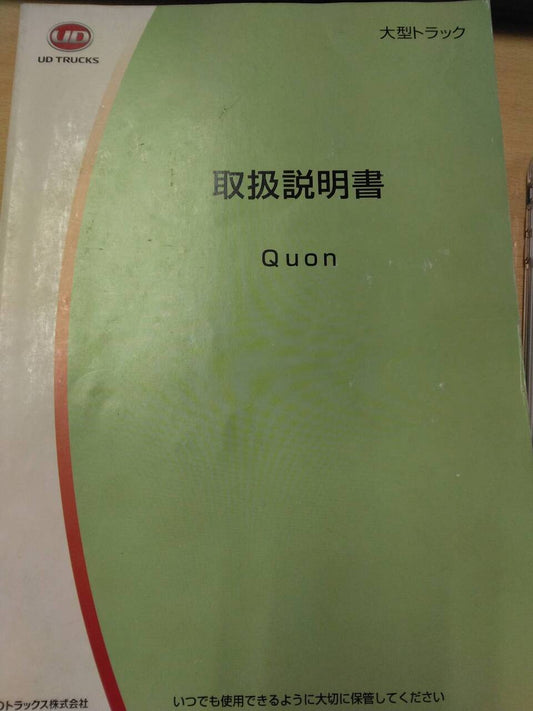 UD
UD TRUCKS
大型トラック
取扱説明書
Quon
いつでも使用できるように大切に保管してください
Dトラックス株式会社